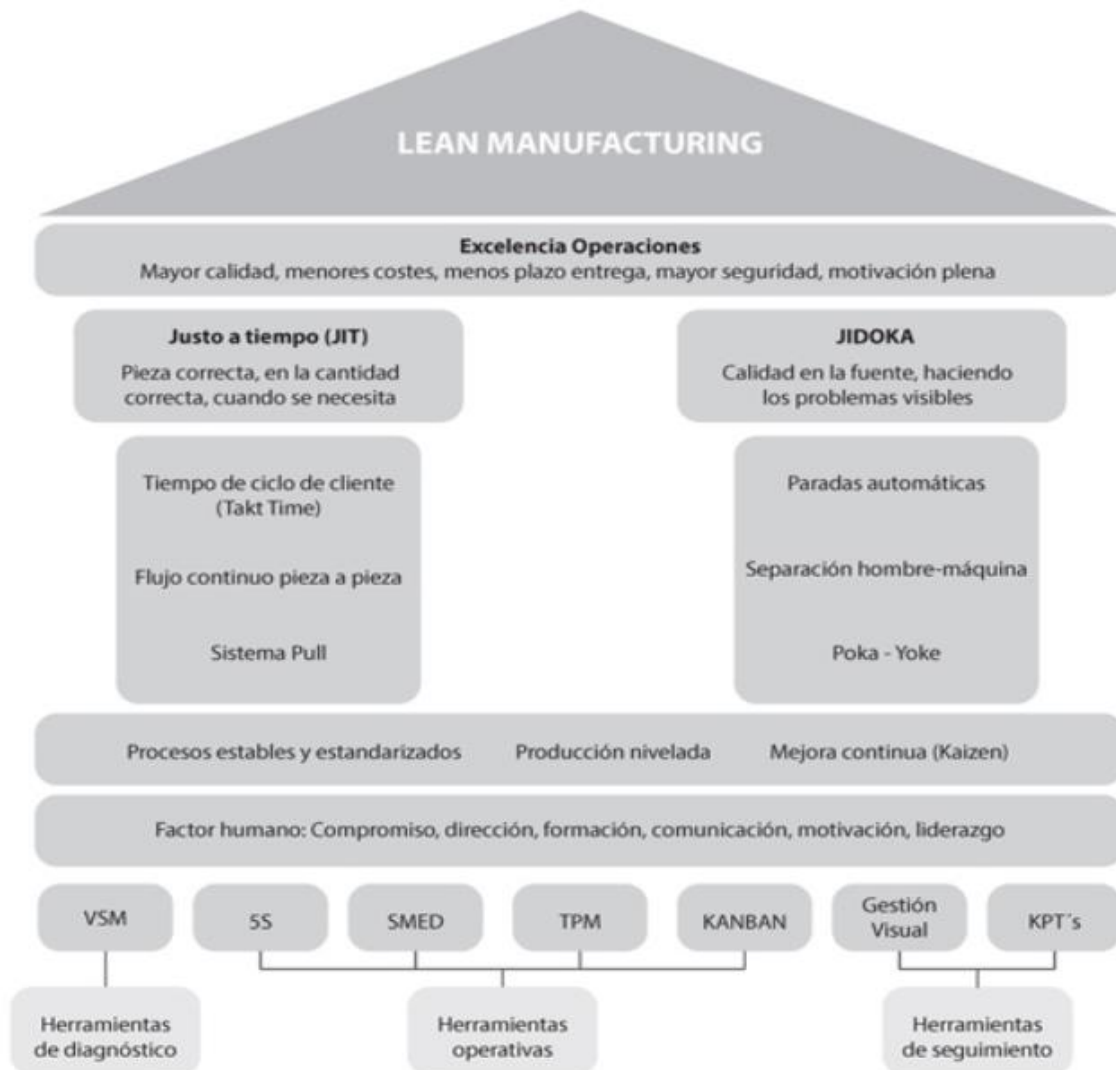 LEAN MANUFACTURING
Excelencia Operaciones
Mayor calidad, menores costes, menos plazo entrega, mayor seguridad, motivación plena
Justo a tiempo (JIT)
Pieza correcta, en la cantidad
correcta, cuando se necesita
JIDOKA
Calidad en la fuente, haciendo
los problemas visibles
Tiempo de ciclo de cliente
(Takt Time)
Flujo continuo pieza a pieza
Sistema Pull
Paradas automáticas
Separación hombre-máquina
Poka - Yoke
Procesos estables y estandarizados
Producción nivelada
Mejora continua (Kaizen)
Factor humano: Compromiso, dirección, formación, comunicación, motivación, liderazgo
VSM
5S
SMED
TPM
KANBAN
Gestión
Visual
KPT´s
Herramientas
de diagnóstico
Herramientas
operativas
Herramientas
de seguimiento